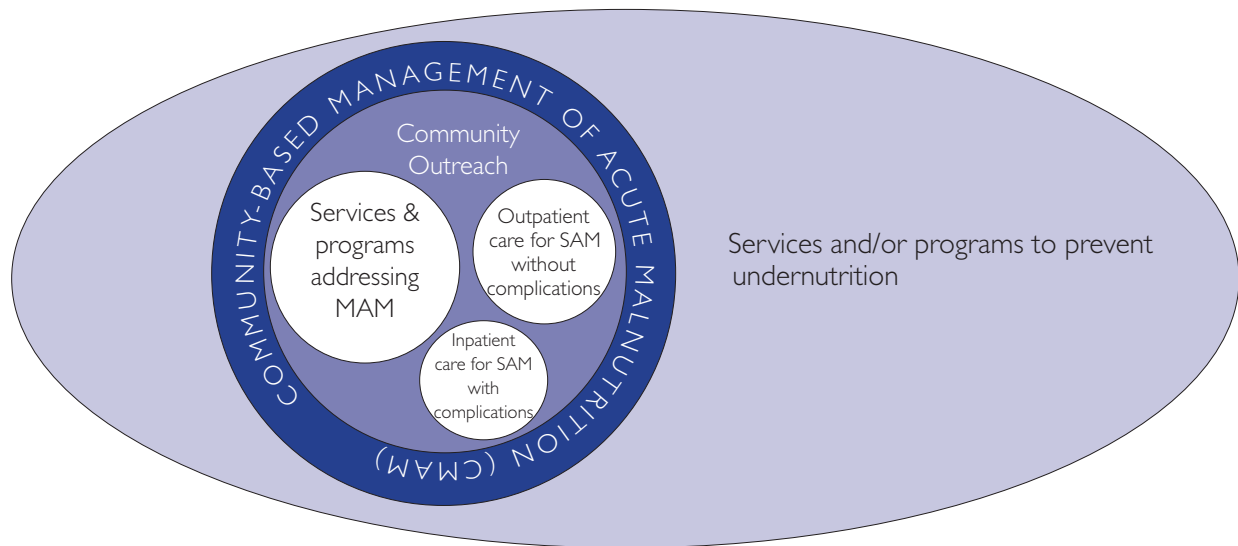 COMMUNITY-BASED MANAGEMENT OF ACUTE MALNUTRITION (CMAM)
Community
Outreach
Services &
programs
addressing
MAM
Outpatient
care for SAM
without
complications
Inpatient
care for SAM
with
complications
Services and/or programs to prevent
undernutrition